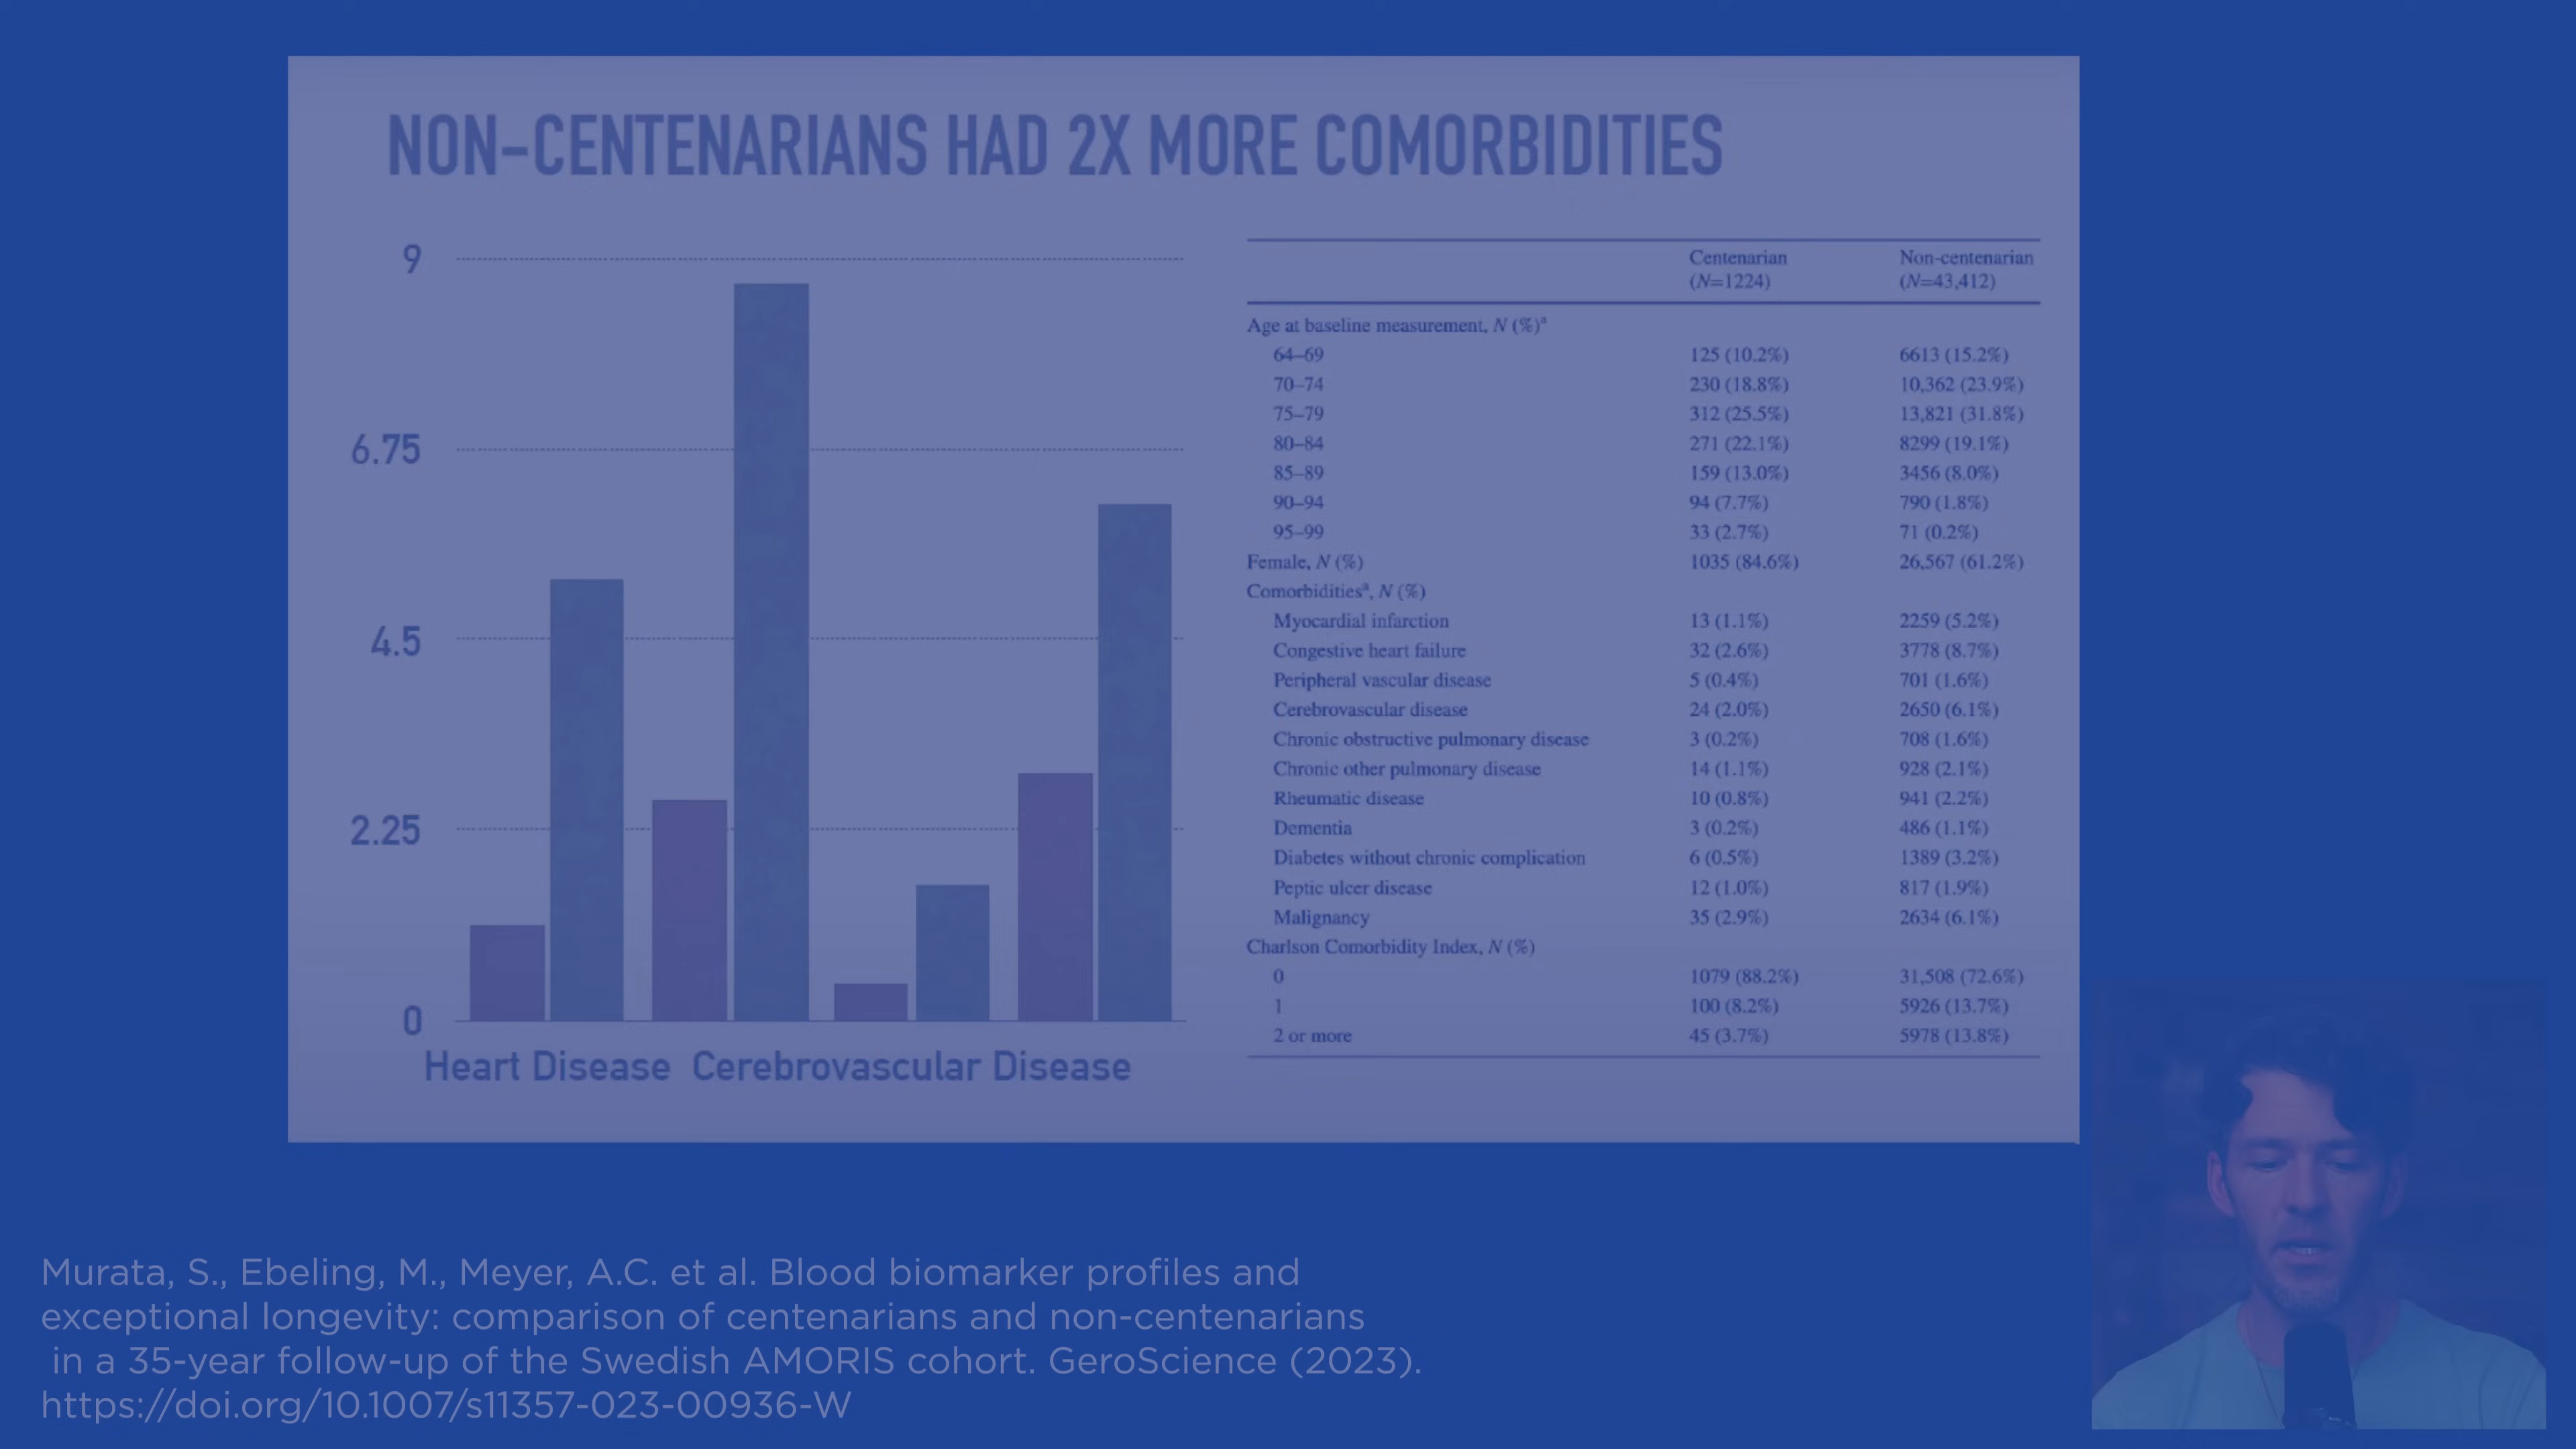 NON-CENTENARIANS HAD 2X MORE COMORBIDITIES
9
6.75
4.5
2.25
0
Heart Disease Cerebrovascular Disease
Centenarian Non-centenarian
(N=1224) (N=43,412)
Age at baseline measurement, N (%)ª
64–69 125 (10.2%) 6613 (15.2%)
70–74 230 (18.8%) 10,362 (23.9%)
75–79 312 (25.5%) 13,821 (31.8%)
80–84 271 (22.1%) 8299 (19.1%)
85–89 159 (13.0%) 3456 (8.0%)
90–94 94 (7.7%) 790 (1.8%)
95–99 33 (2.7%) 71 (0.2%)
Female, N (%) 1035 (84.6%) 26,567 (61.2%)
Comorbiditiesª, N (%)
Myocardial infarction 13 (1.1%) 2259 (5.2%)
Congestive heart failure 32 (2.6%) 3778 (8.7%)
Peripheral vascular disease 5 (0.4%) 701 (1.6%)
Cerebrovascular disease 24 (2.0%) 2650 (6.1%)
Chronic obstructive pulmonary disease 3 (0.2%) 708 (1.6%)
Chronic other pulmonary disease 14 (1.1%) 928 (2.1%)
Rheumatic disease 10 (0.8%) 941 (2.2%)
Dementia 3 (0.2%) 486 (1.1%)
Diabetes without chronic complication 6 (0.5%) 1389 (3.2%)
Peptic ulcer disease 12 (1.0%) 817 (1.9%)
Malignancy 35 (2.9%) 2634 (6.1%)
Charlson Comorbidity Index, N (%)
0 1079 (88.2%) 31,508 (72.6%)
1 100 (8.2%) 5926 (13.7%)
2 or more 45 (3.7%) 5978 (13.8%)
Murata, S., Ebeling, M., Meyer, A.C. et al. Blood biomarker profiles and
exceptional longevity: comparison of centenarians and non-centenarians
in a 35-year follow-up of the Swedish AMORIS cohort. GeroScience (2023).
https://doi.org/10.1007/s11357-023-00936-W